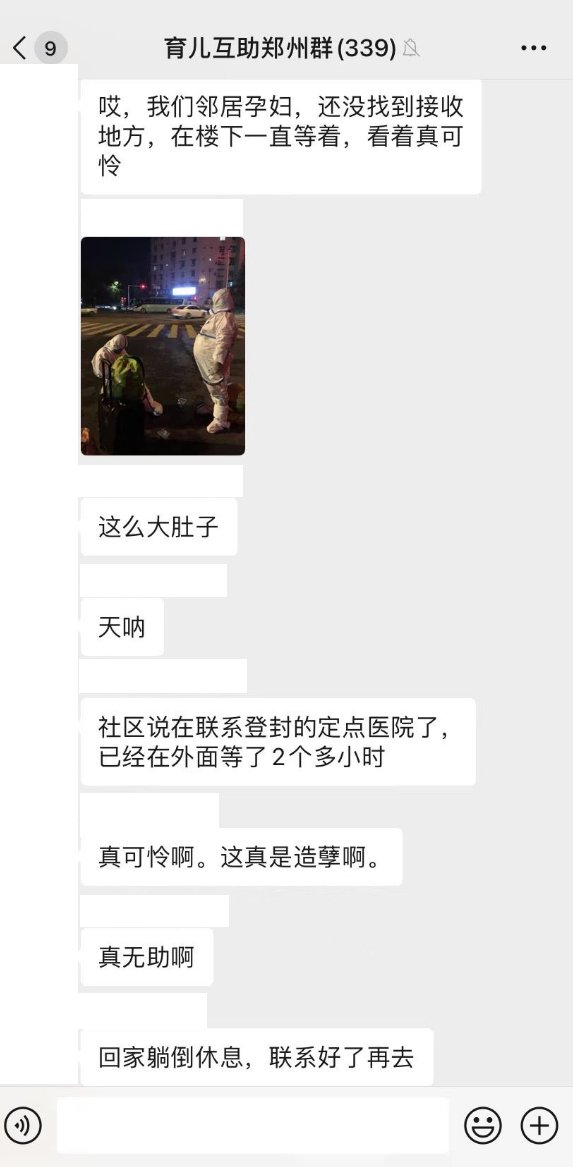 9
育儿互助郑州群(339)
哎，我们邻居孕妇，还没找到接收
地方，在楼下一直等着，看着真可
怜
这么大肚子
天呐
社区说在联系登封的定点医院了，
已经在外面等了2个多小时
真可怜啊。这真是造孽啊。
真无助啊
回家躺倒休息，联系好了再去